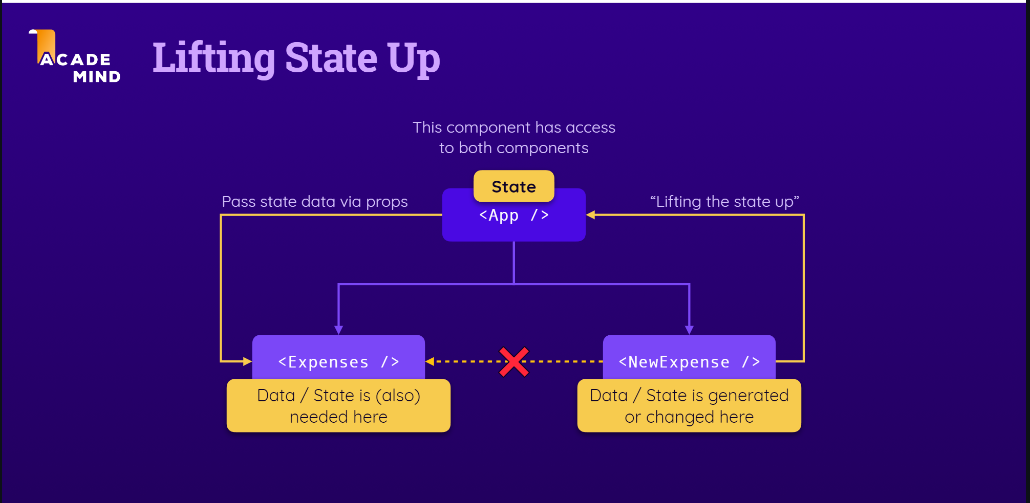 ACADE
MIND
Lifting State Up
This component has access
to both components
State
<App />
Pass state data via props
“Lifting the state up”
<Expenses />
<NewExpense />
Data / State is (also)
needed here
Data / State is generated
or changed here